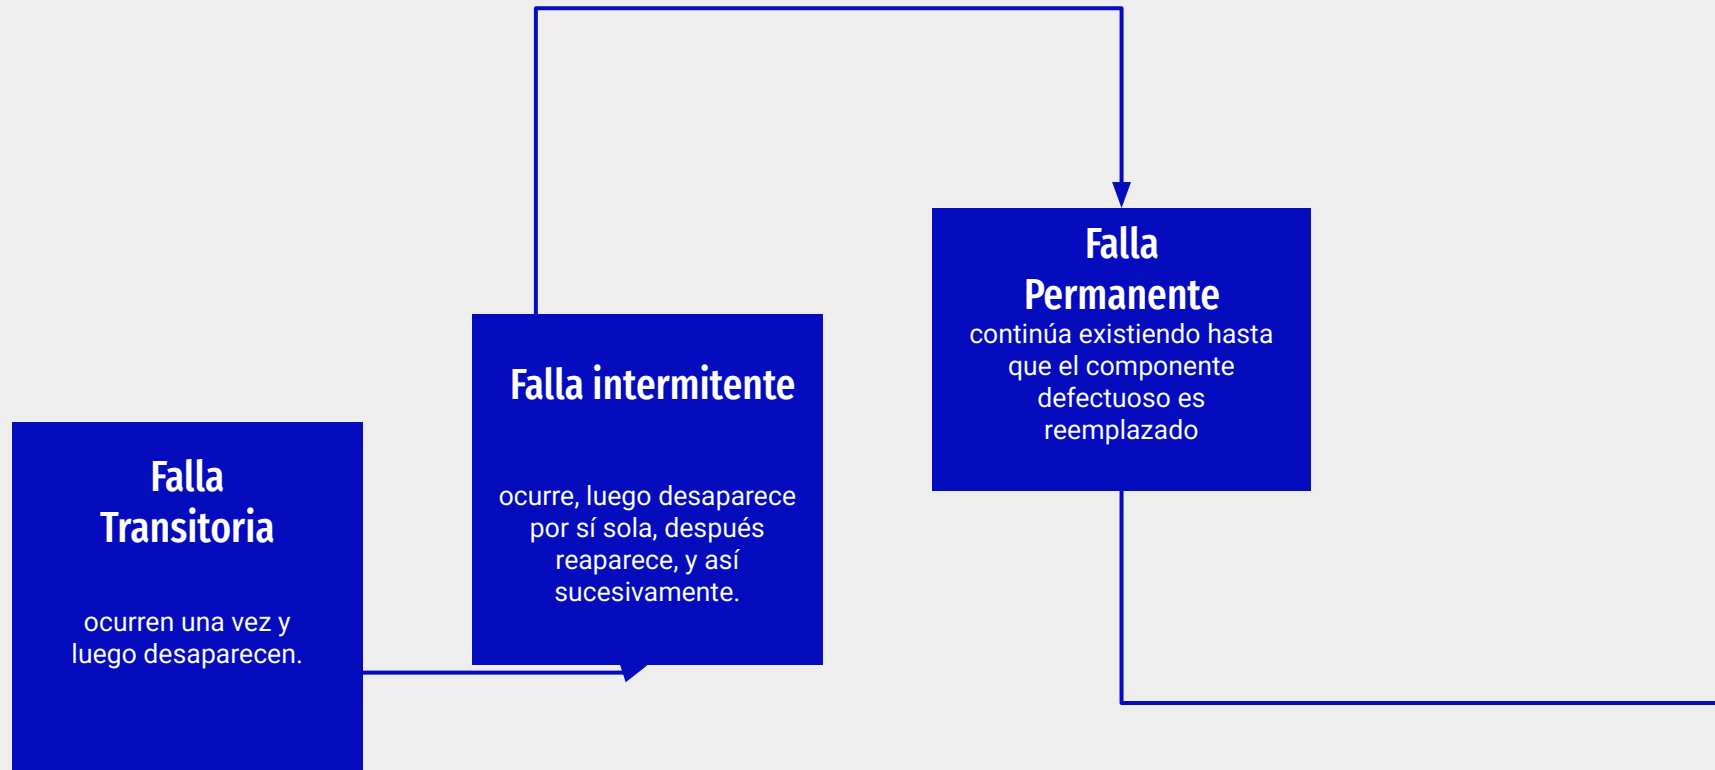 Falla
Transitoria
ocurren una vez y
luego desaparecen.
Falla intermitente
ocurre, luego desaparece
por sí sola, después
reaparece, y así
sucesivamente.
Falla
Permanente
continúa existiendo hasta
que el componente
defectuoso es
reemplazado